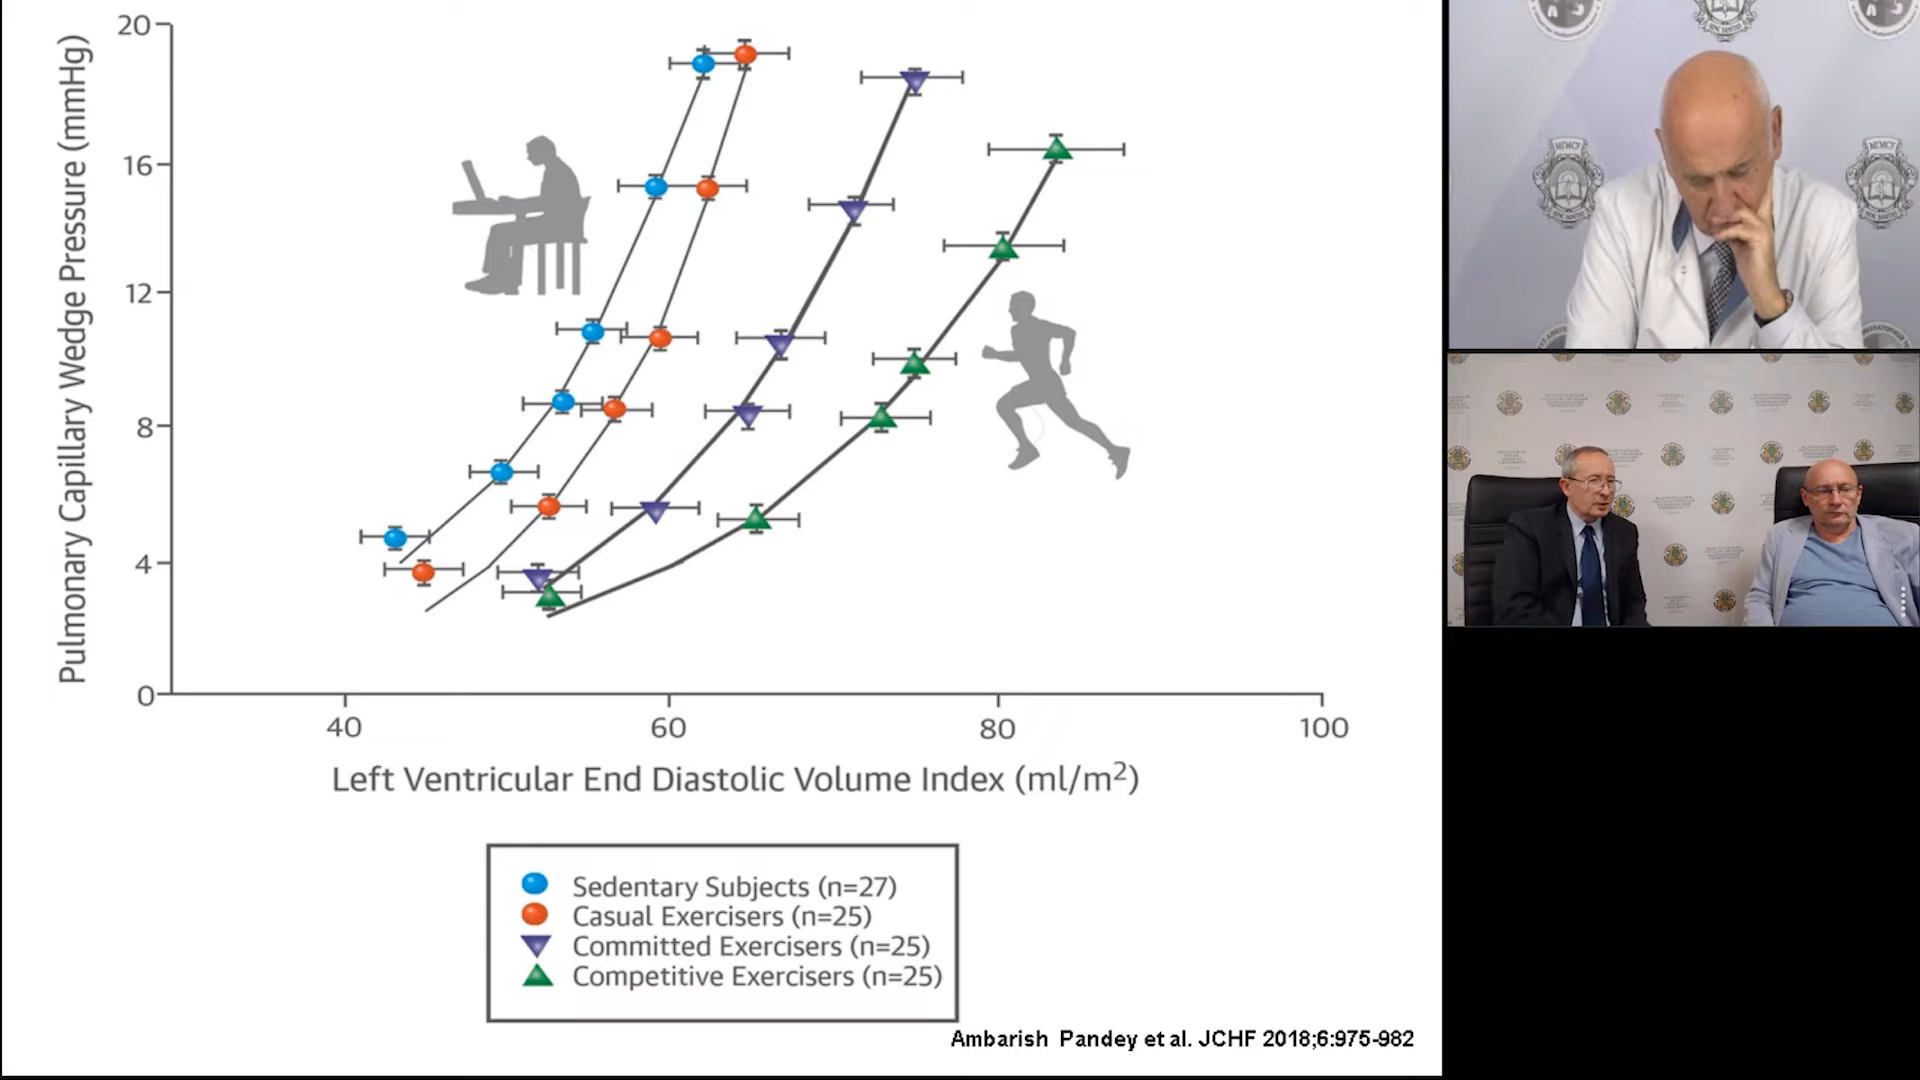 Pulmonary Capillary Wedge Pressure (mmHg)
20
16
12
8
4
0
40
60
80
100
Left Ventricular End Diastolic Volume Index (ml/m²)
Sedentary Subjects (n=27)
Casual Exercisers (n=25)
Committed Exercisers (n=25)
Competitive Exercisers (n=25)
Ambarish Pandey et al. JCHF 2018;6:975-982
МГМСУ
МГМСУ